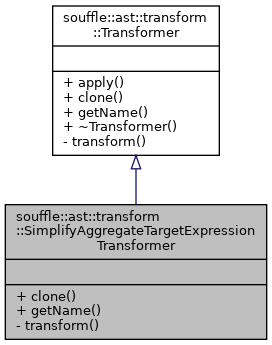 souffle::ast::transform
::Transformer
+ apply()
+ clone()
+ getName()
+ ~Transformer()
- transform()
souffle::ast::transform
::SimplifyAggregateTargetExpression
Transformer
+ clone()
+ getName()
- transform()